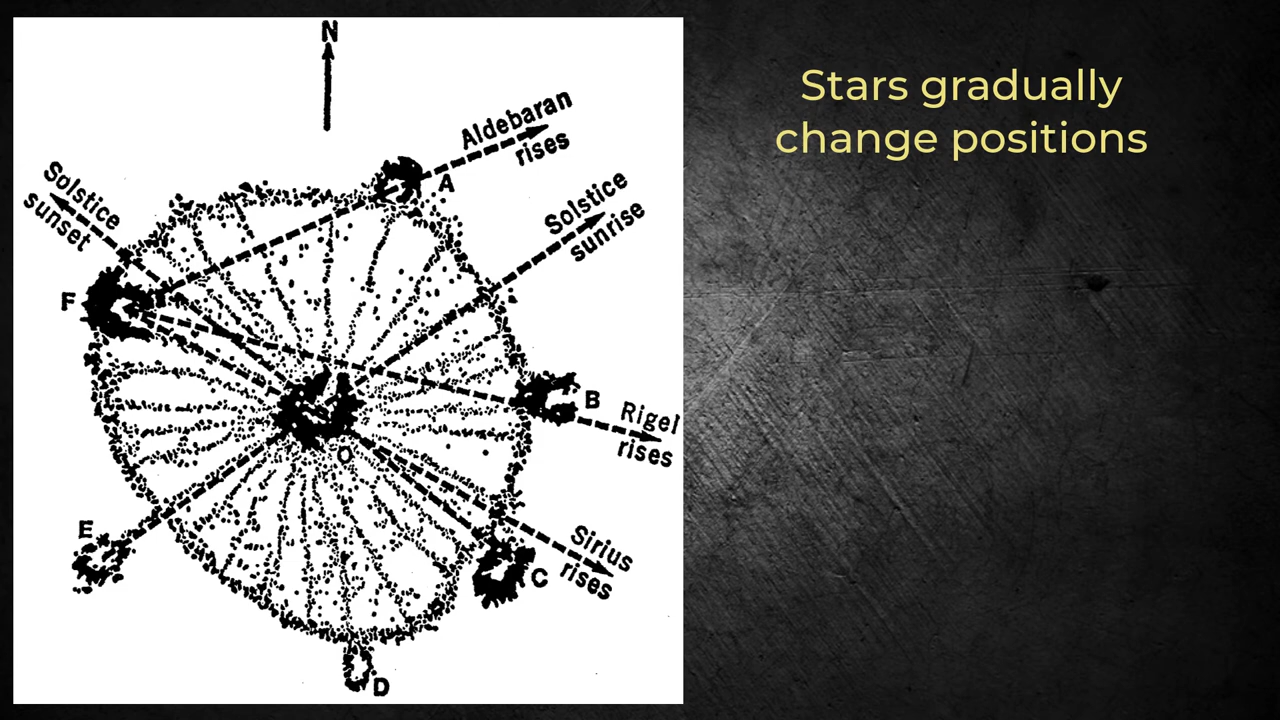 N
Aldebaran
rises
A
Solstice
sunset
Solstice
sunrise
F
B
Rigel
rises
O
E
Sirius
rises
C
D
Stars gradually
change positions